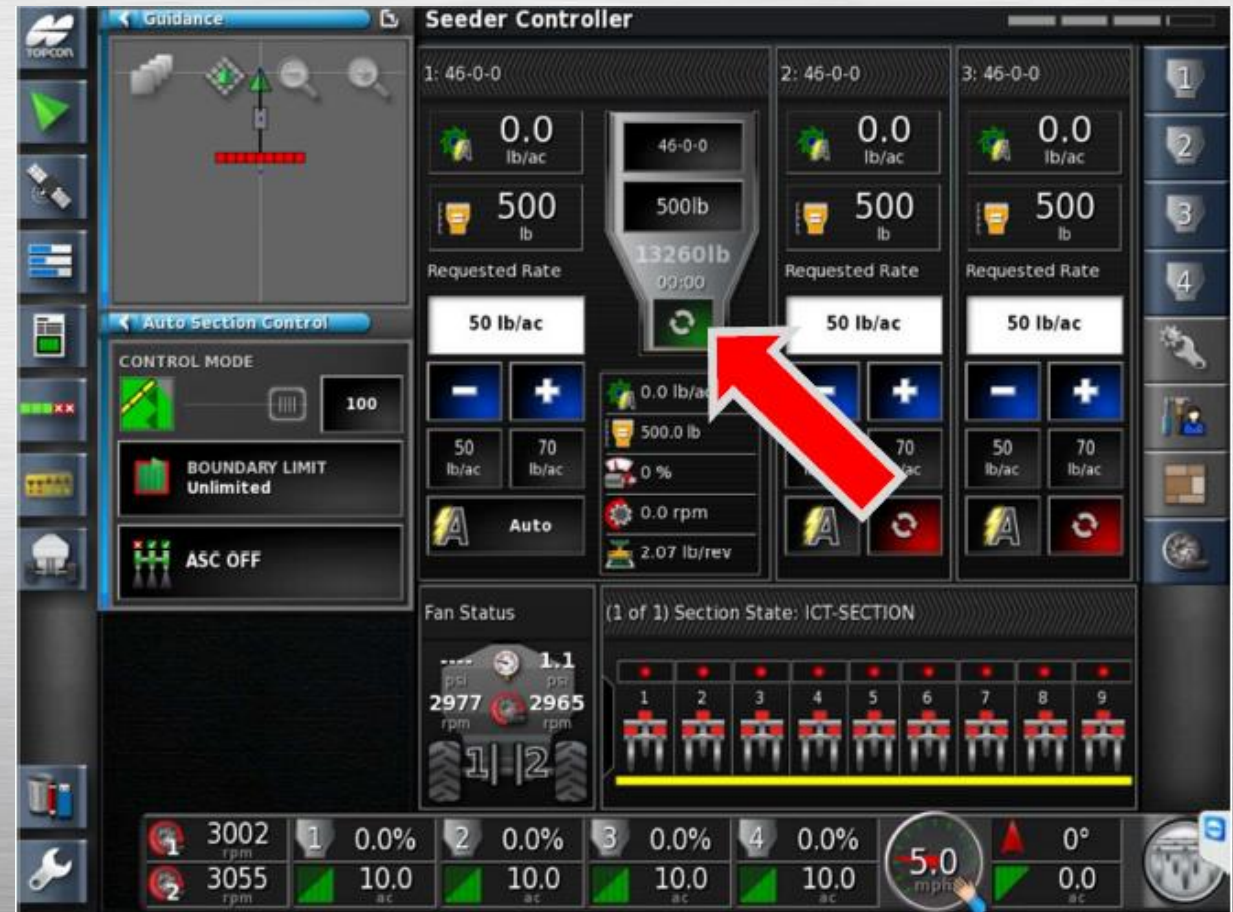 TOPCON
Guidance
Seeder Controller
1: 46-0-0
0.0
lb/ac
500
lb
Requested Rate
50 lb/ac
50
lb/ac
70
lb/ac
Auto
46-0-0
500lb
13260lb
00:00
0.0 lb/ac
500.0 lb
0 %
0.0 rpm
2.07 lb/rev
2: 46-0-0
0.0
lb/ac
500
lb
Requested Rate
50 lb/ac
70
3: 46-0-0
0.0
lb/ac
500
lb
Requested Rate
50 lb/ac
50
lb/ac
70
lb/ac
1
2
3
4
Auto Section Control
CONTROL MODE
100
BOUNDARY LIMIT
Unlimited
ASC OFF
Fan Status
---- 1.1
psi psi
2977 2965
rpm rpm
1 2
(1 of 1) Section State: ICT-SECTION
1 2 3 4 5 6 7 8 9
1 3002 rpm 1 0.0% 2 0.0% 3 0.0% 4 0.0% 5.0 mph 0°
2 3055 rpm 10.0 ac 10.0 ac 10.0 ac 10.0 ac 0.0 ac